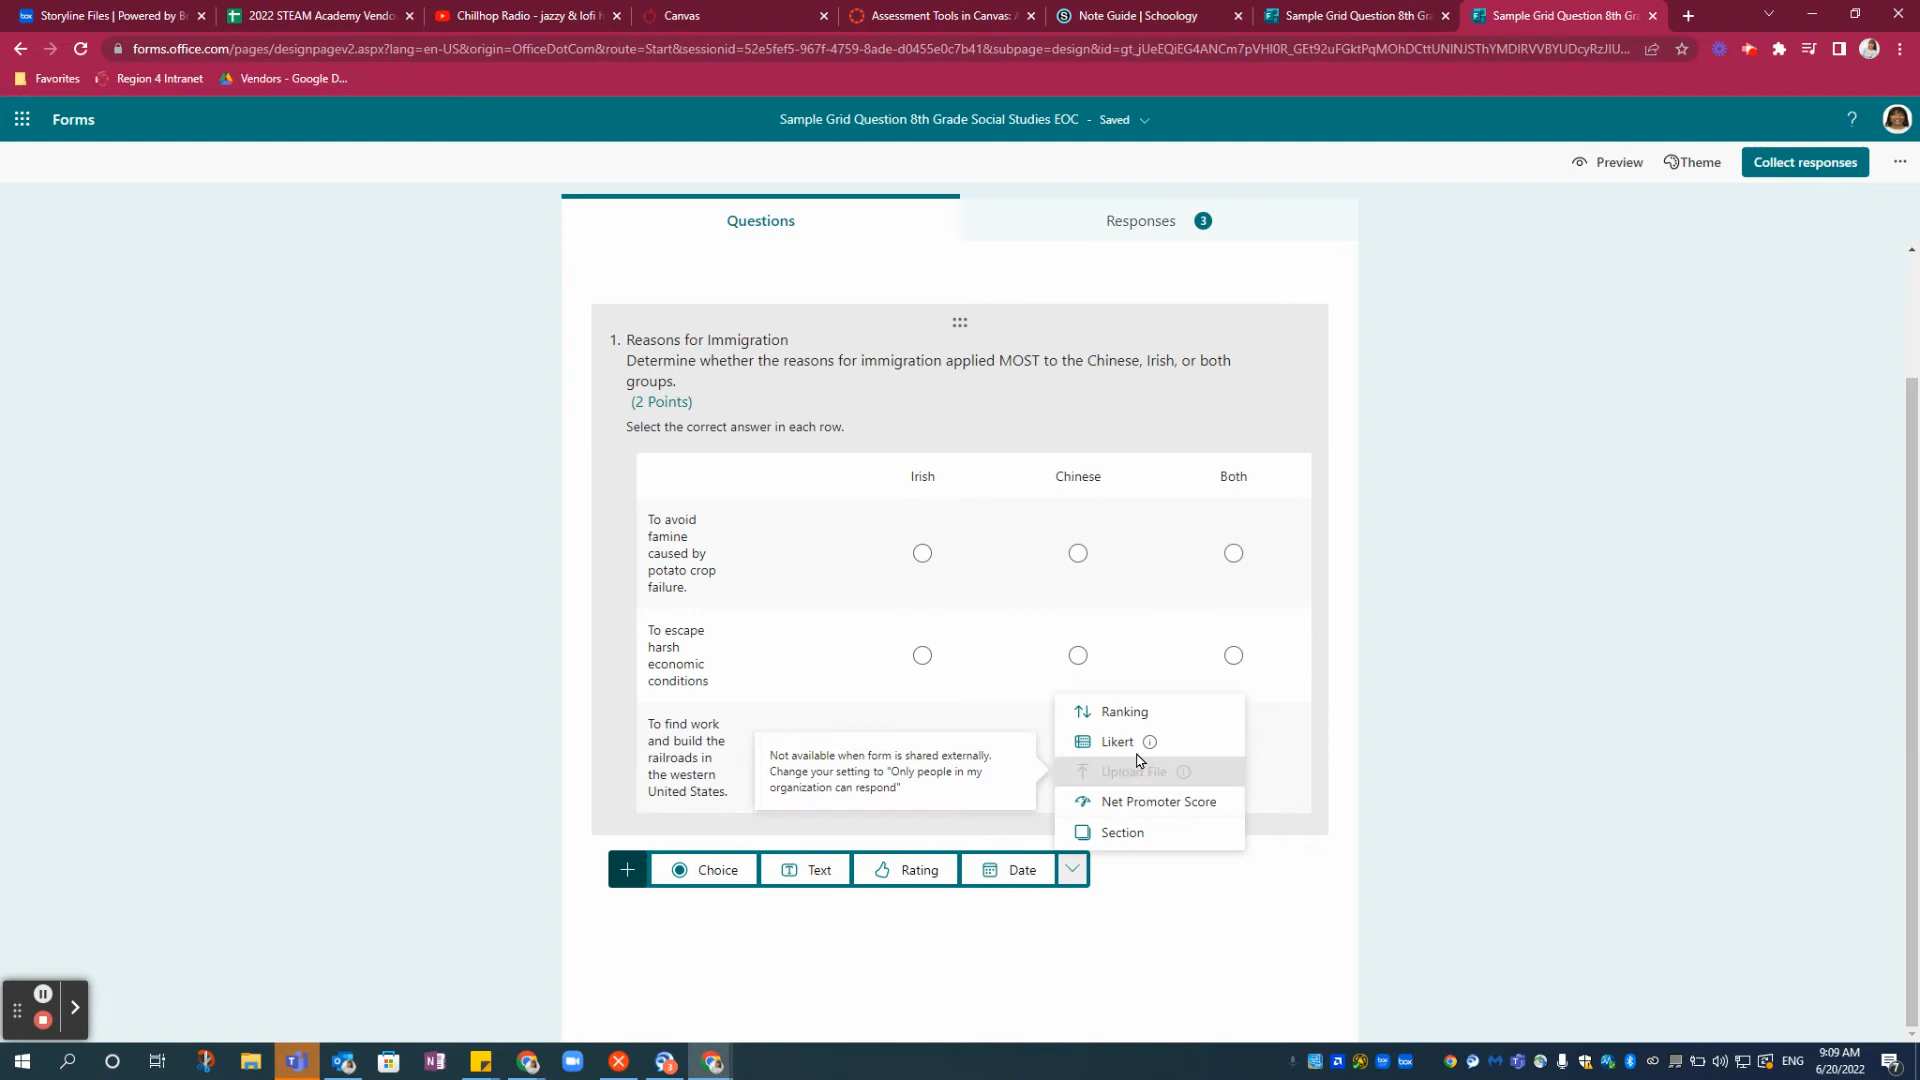 Storyline Files | Powered by B
2022 STEAM Academy Vendo
Chillhop Radio - jazzy & lofi h
Canvas
Assessment Tools in Canvas:
Note Guide | Schoology
Sample Grid Question 8th Gr
Sample Grid Question 8th Gr
Favorites
Region 4 Intranet
Vendors - Google D...
Forms
Sample Grid Question 8th Grade Social Studies EOC - Saved
?
Preview
Theme
Collect responses
Questions
Responses 3
1. Reasons for Immigration
Determine whether the reasons for immigration applied MOST to the Chinese, Irish, or both
groups.
(2 Points)
Select the correct answer in each row.
Irish Chinese Both
To avoid
famine
caused by
potato crop
failure.
To escape
harsh
economic
conditions
To find work
and build the
railroads in
the western
United States.
Not available when form is shared externally.
Change your setting to "Only people in my
organization can respond"
Ranking
Likert
Upload File
Net Promoter Score
Section
Choice
Text
Rating
Date
ENG
9:09 AM
6/20/2022